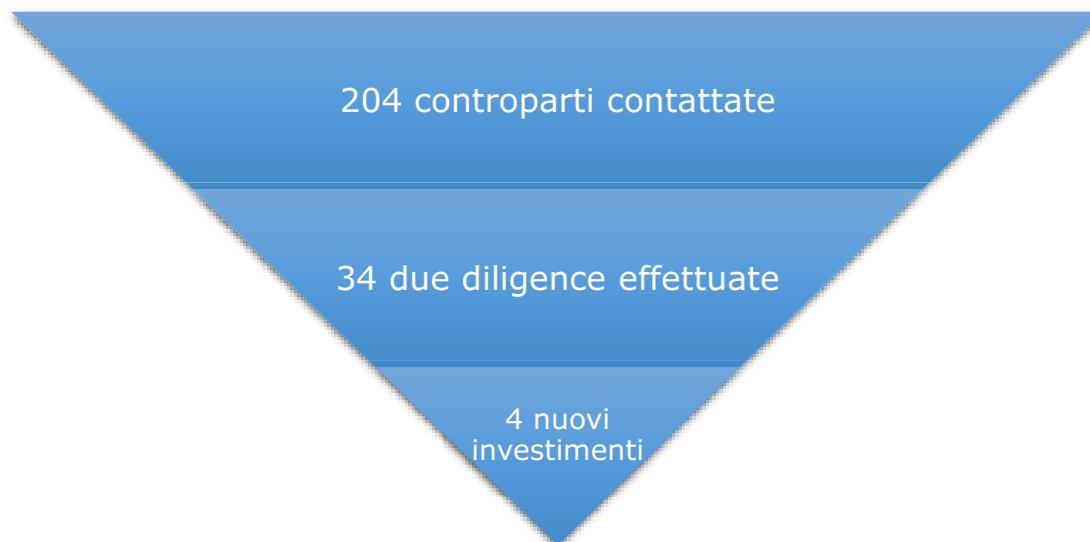 204 controparti contattate
34 due diligence effettuate
4 nuovi
investimenti